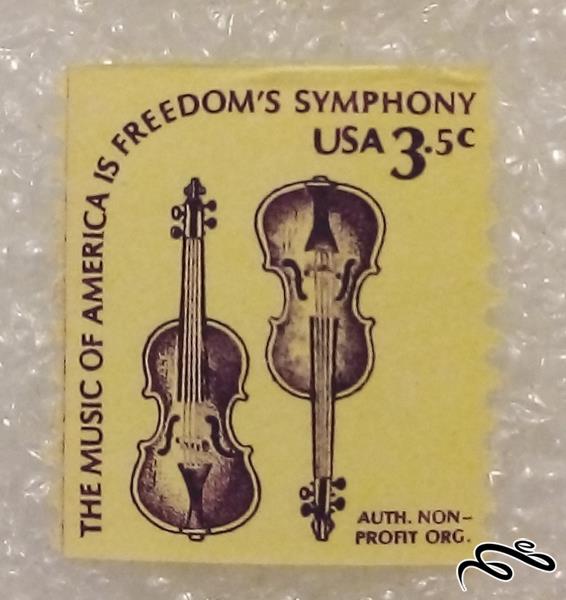 THE MUSIC OF AMERICA IS FREEDOM'S SYMPHONY
USA 3.5c
AUTH. NON-
PROFIT ORG.